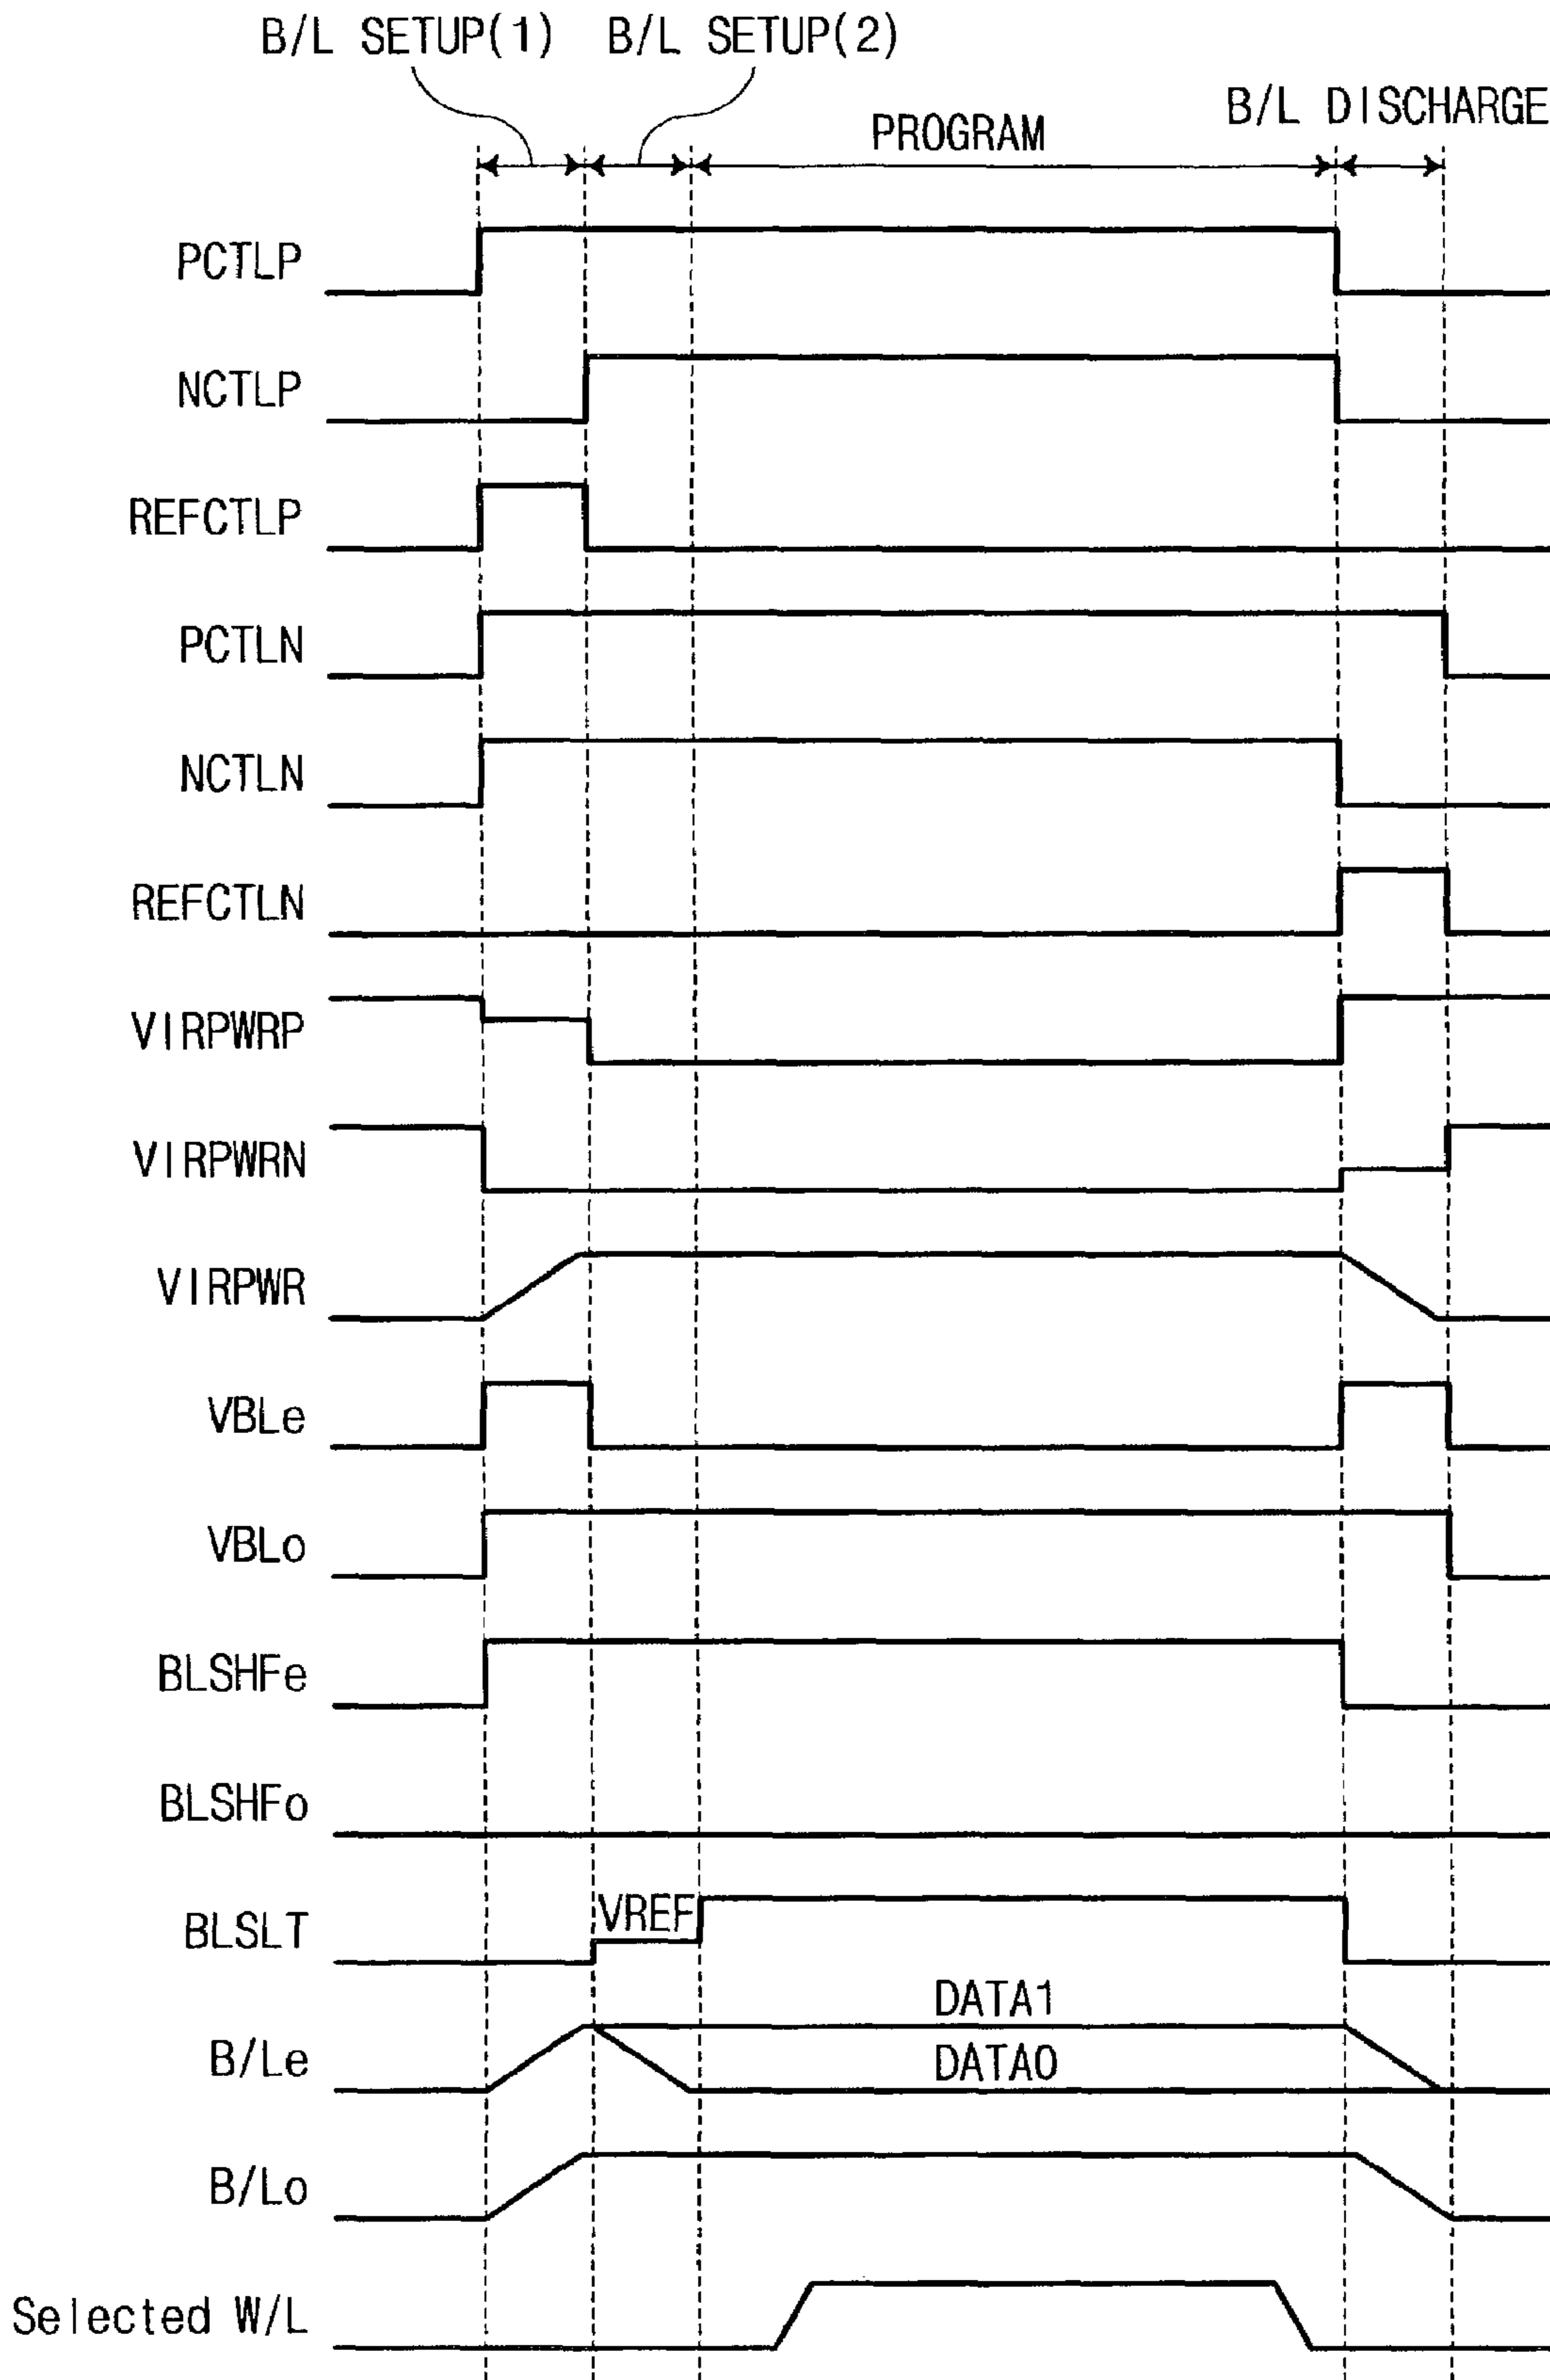 B/L SETUP(1) B/L SETUP(2)
B/L DISCHARGE
PROGRAM
PCTLP
NCTLP
REFCTLP
PCTLN
NCTLN
REFCTLN
VIRPWRP
VIRPWRN
VIRPWR
VBLe
VBLo
BLSHFe
BLSHFo
VREF
BLSLT
DATA1
B/Le
DATA0
B/Lo
Selected W/L